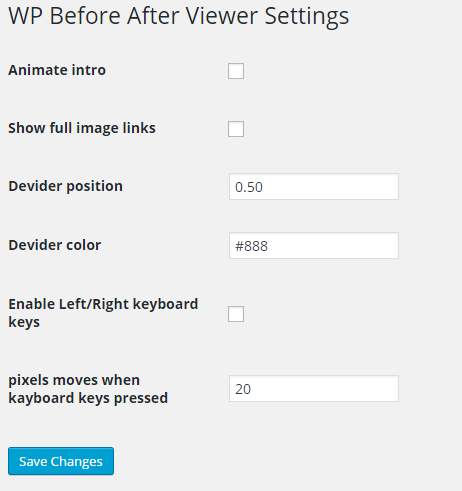 WP Before After Viewer Settings
Animate intro
Show full image links
Devider position
0.50
Devider color
#888
Enable Left/Right keyboard
keys
pixels moves when
kayboard keys pressed
20
Save Changes